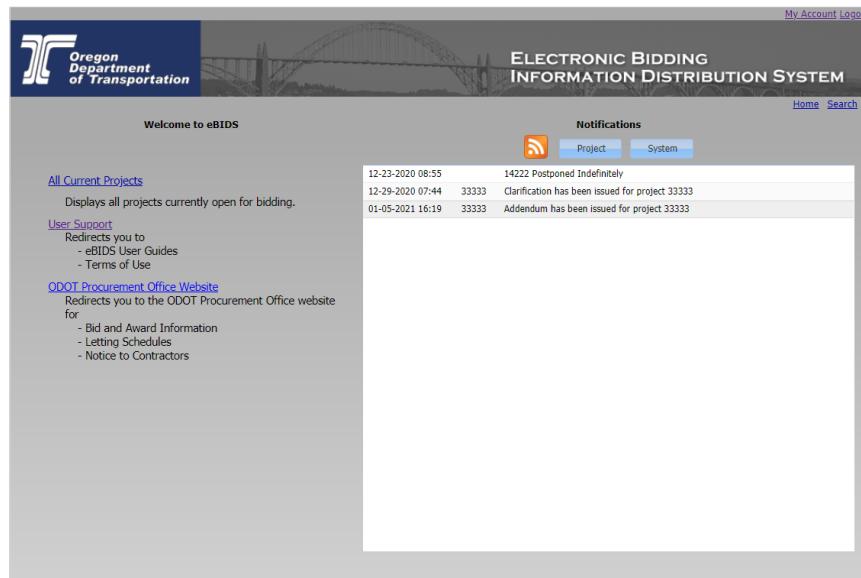 My Account Logo
Oregon
Department
of Transportation
ELECTRONIC BIDDING
INFORMATION DISTRIBUTION SYSTEM
Home Search
Welcome to eBIDS
All Current Projects
Displays all projects currently open for bidding.
User Support
Redirects you to
- eBIDS User Guides
- Terms of Use
ODOT Procurement Office Website
Redirects you to the ODOT Procurement Office website
for
- Bid and Award Information
- Letting Schedules
- Notice to Contractors
Notifications
Project System
12-23-2020 08:55 14222 Postponed Indefinitely
12-29-2020 07:44 33333 Clarification has been issued for project 33333
01-05-2021 16:19 33333 Addendum has been issued for project 33333